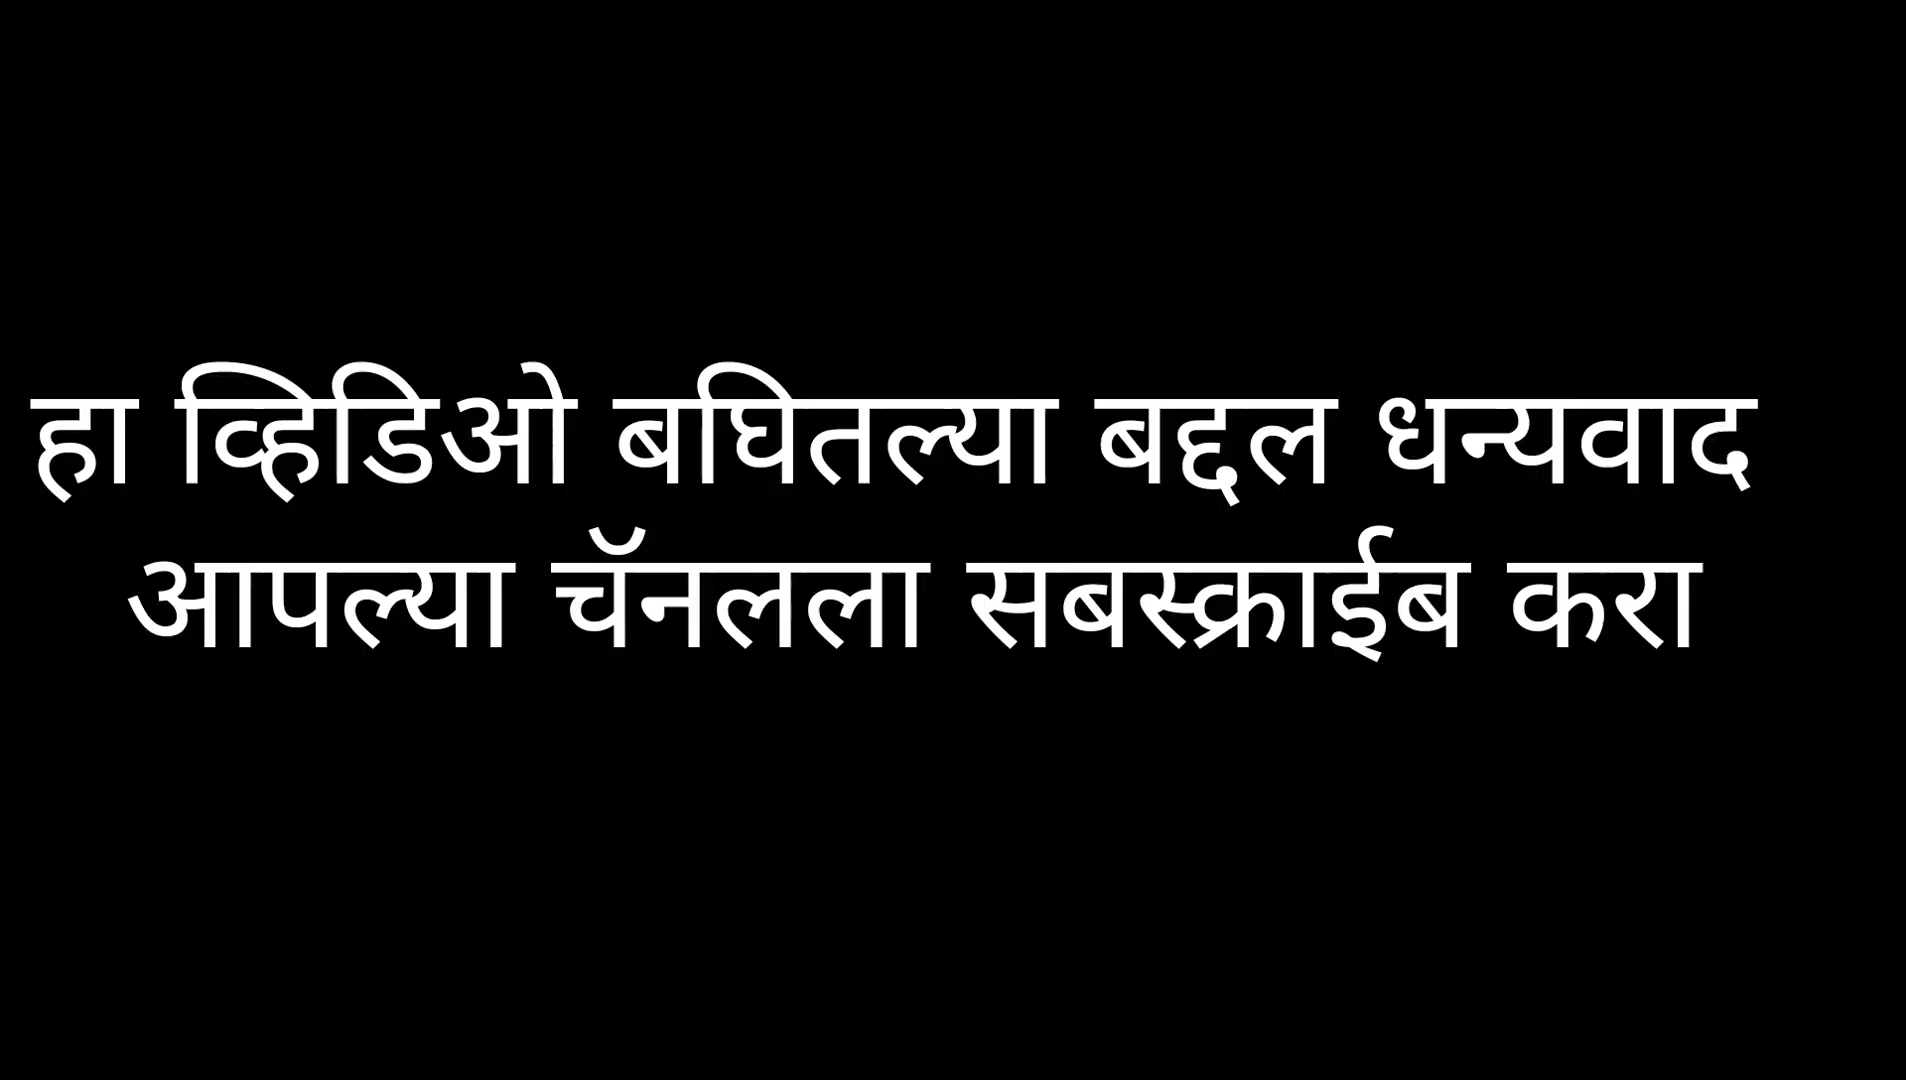 हा व्हिडिओ बघितल्या बद्दल धन्यवाद
आपल्या चॅनलला सबस्क्राईब करा